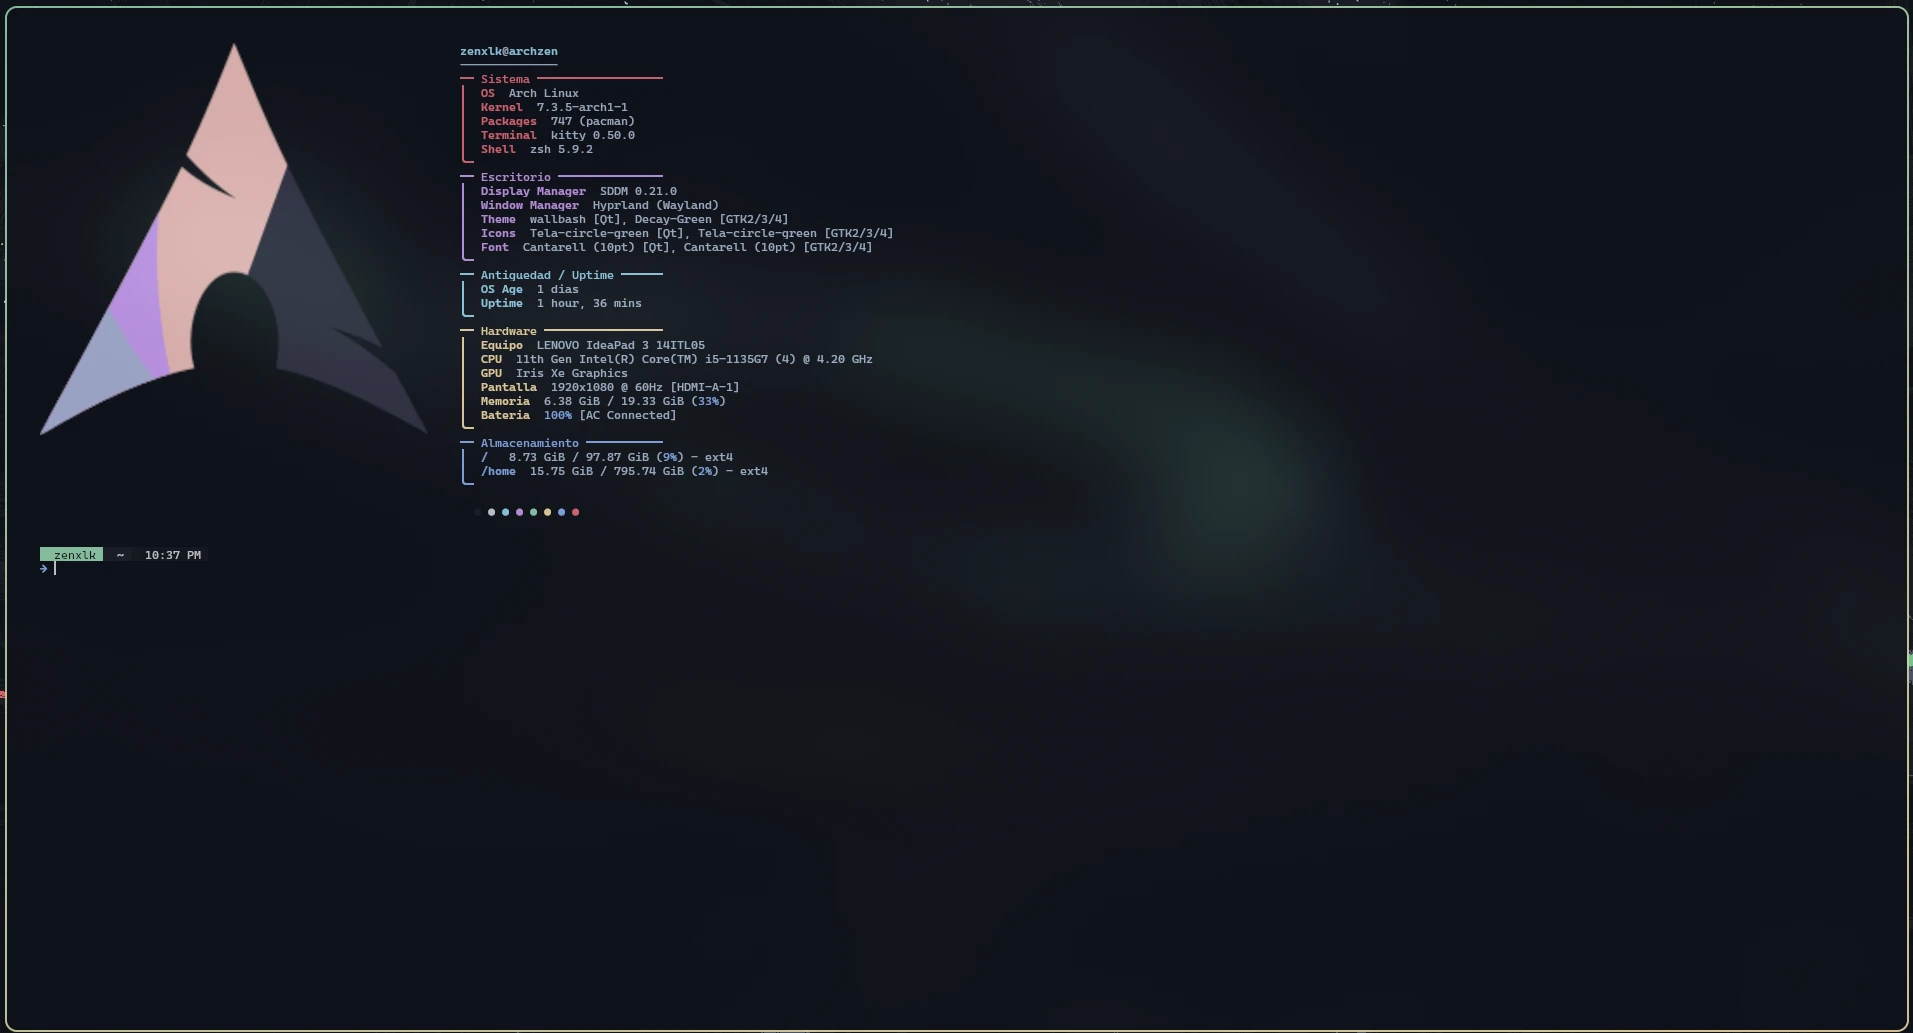 zenxlk@archzen
Sistema
OS  Arch Linux
Kernel  7.3.5-arch1-1
Packages  747 (pacman)
Terminal  kitty 0.50.0
Shell  zsh 5.9.2
Escritorio
Display Manager  SDDM 0.21.0
Window Manager  Hyprland (Wayland)
Theme  wallbash [Qt], Decay-Green [GTK2/3/4]
Icons  Tela-circle-green [Qt], Tela-circle-green [GTK2/3/4]
Font  Cantarell (10pt) [Qt], Cantarell (10pt) [GTK2/3/4]
Antiguedad / Uptime
OS Age  1 dias
Uptime  1 hour, 36 mins
Hardware
Equipo  LENOVO IdeaPad 3 14ITL05
CPU  11th Gen Intel(R) Core(TM) i5-1135G7 (4) @ 4.20 GHz
GPU  Iris Xe Graphics
Pantalla  1920x1080 @ 60Hz [HDMI-A-1]
Memoria  6.38 GiB / 19.33 GiB (33%)
Bateria  100% [AC Connected]
Almacenamiento
/   8.73 GiB / 97.87 GiB (9%) - ext4
/home  15.75 GiB / 795.74 GiB (2%) - ext4
zenxlk  ~  10:37 PM
→